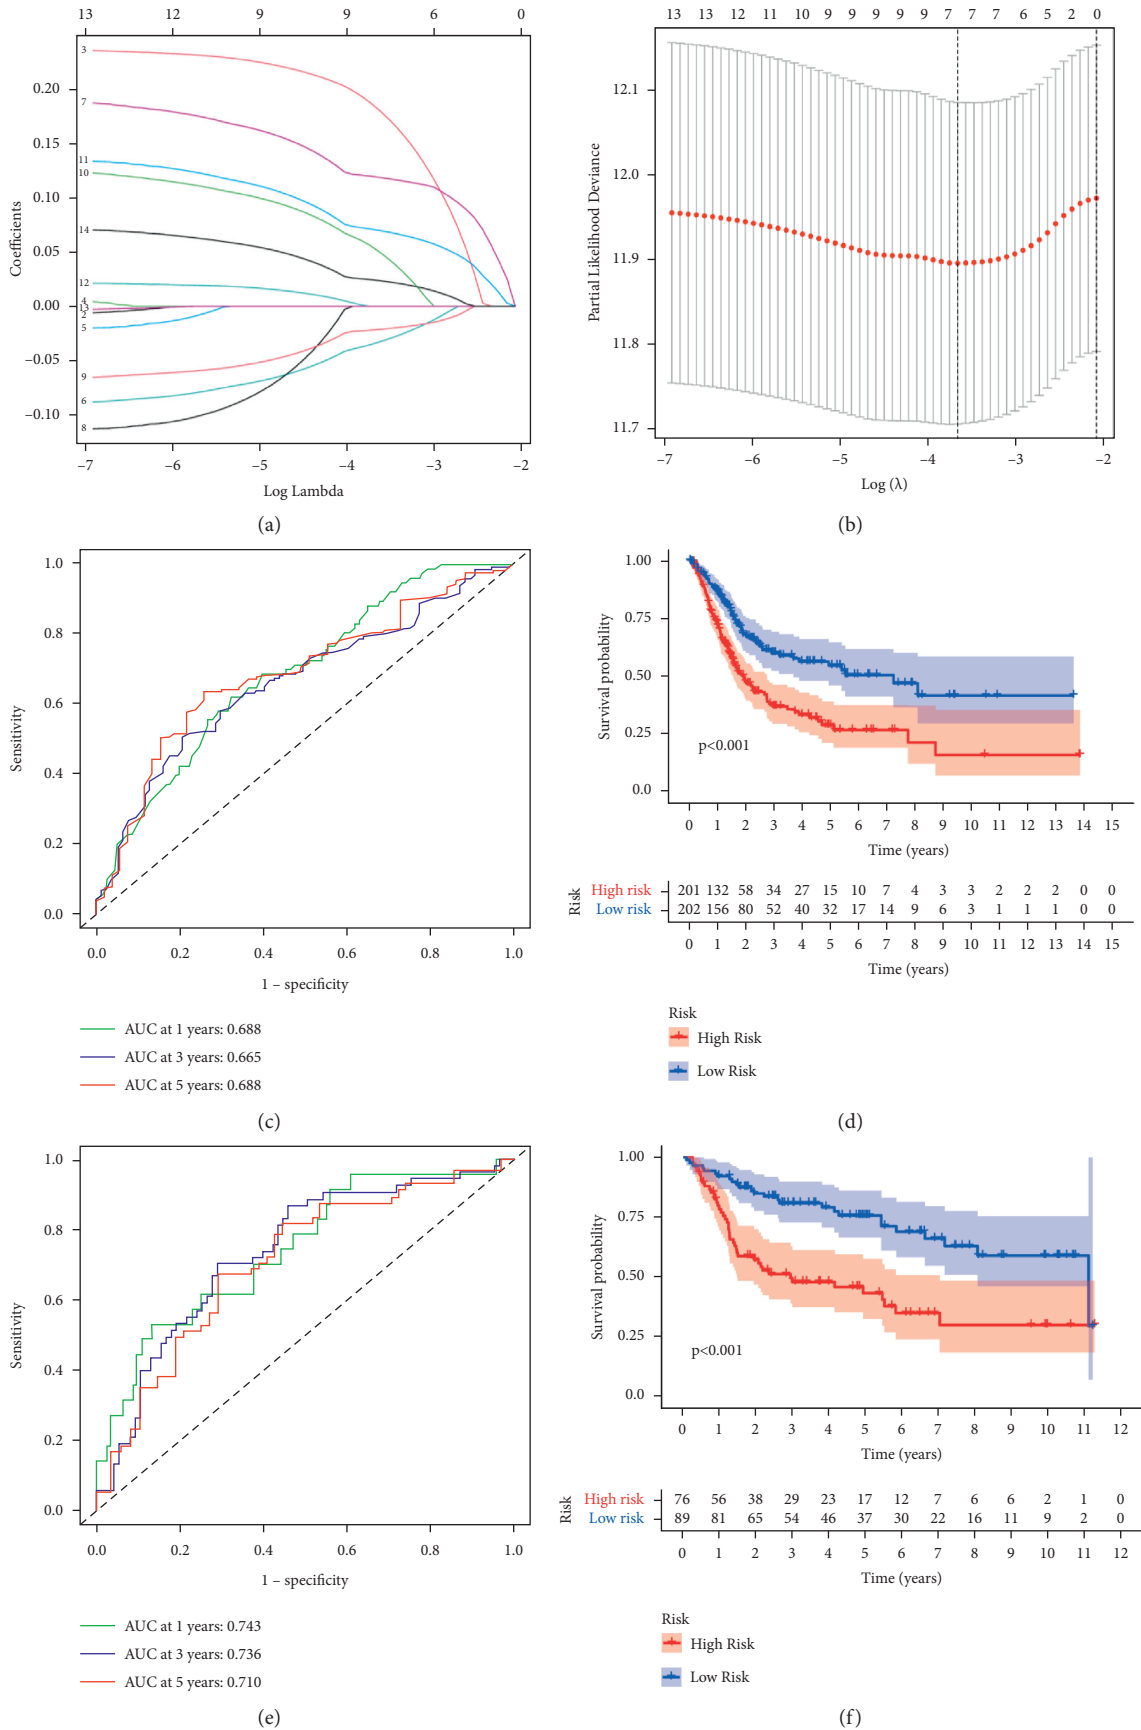 13 12 9 9 6 0
3
7
11
10
14
12
4
13
2
5
9
6
8
0.20
0.15
0.10
0.05
0.00
−0.05
−0.10
Coefficients
−7 −6 −5 −4 −3 −2
Log Lambda
(a)
13 13 12 11 10 9 9 9 9 9 7 7 7 6 5 2 0
12.1
12.0
11.9
11.8
11.7
Partial Likelihood Deviance
−7 −6 −5 −4 −3 −2
Log (λ)
(b)
1.0
0.8
0.6
0.4
0.2
0.0
Sensitivity
0.0 0.2 0.4 0.6 0.8 1.0
1 – specificity
AUC at 1 years: 0.688
AUC at 3 years: 0.665
AUC at 5 years: 0.688
(c)
1.00
0.75
0.50
0.25
0.0
Survival probability
p<0.001
0 1 2 3 4 5 6 7 8 9 10 11 12 13 14 15
Time (years)
Risk
High risk 201 132 58 34 27 15 10 7 4 3 3 2 2 2 0 0
Low risk 202 156 80 52 40 32 17 14 9 6 3 1 1 1 0 0
0 1 2 3 4 5 6 7 8 9 10 11 12 13 14 15
Time (years)
Risk
High Risk
Low Risk
(d)
1.0
0.8
0.6
0.4
0.2
0.0
Sensitivity
0.0 0.2 0.4 0.6 0.8 1.0
1 – specificity
AUC at 1 years: 0.743
AUC at 3 years: 0.736
AUC at 5 years: 0.710
(e)
1.00
0.75
0.50
0.25
0.0
Survival probability
p<0.001
0 1 2 3 4 5 6 7 8 9 10 11 12
Time (years)
Risk
High risk 76 56 38 29 23 17 12 7 6 6 2 1 0
Low risk 89 81 65 54 46 37 30 22 16 11 9 2 0
0 1 2 3 4 5 6 7 8 9 10 11 12
Time (years)
Risk
High Risk
Low Risk
(f)